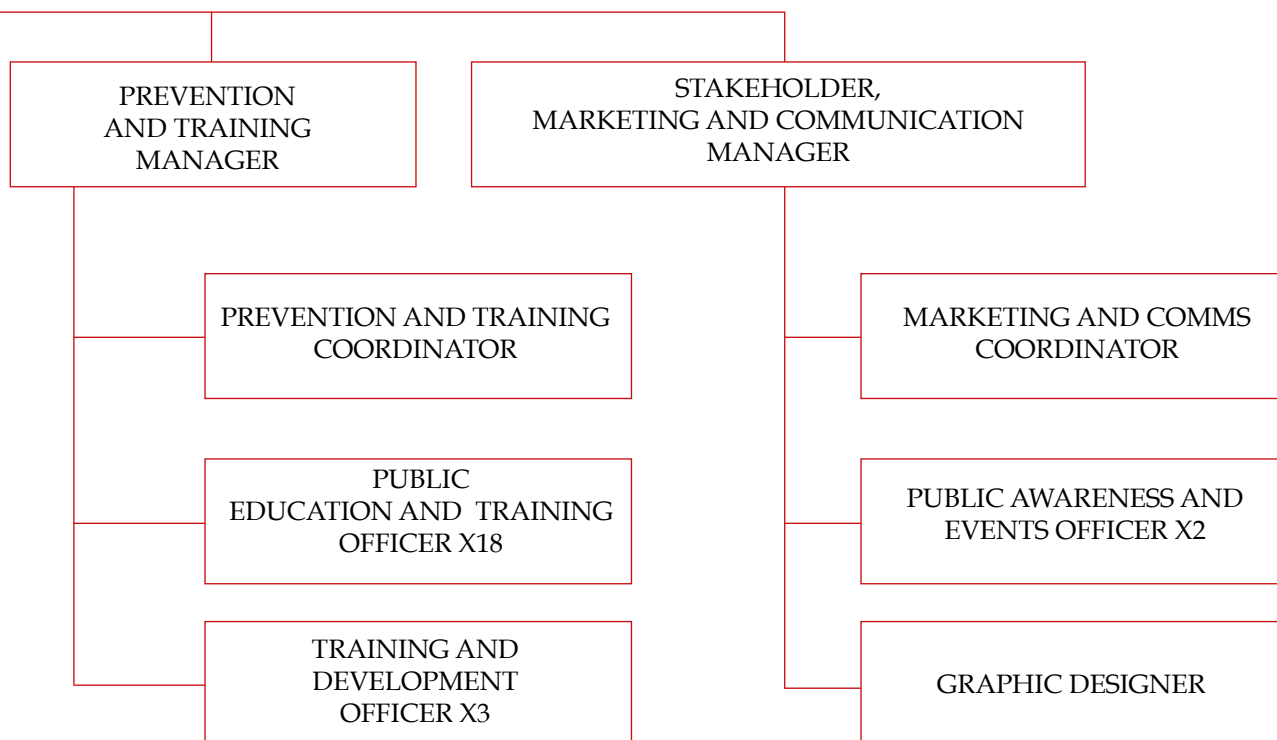 PREVENTION
AND TRAINING
MANAGER
STAKEHOLDER,
MARKETING AND COMMUNICATION
MANAGER
PREVENTION AND TRAINING
COORDINATOR
MARKETING AND COMMS
COORDINATOR
PUBLIC
EDUCATION AND TRAINING
OFFICER X18
PUBLIC AWARENESS AND
EVENTS OFFICER X2
TRAINING AND
DEVELOPMENT
OFFICER X3
GRAPHIC DESIGNER